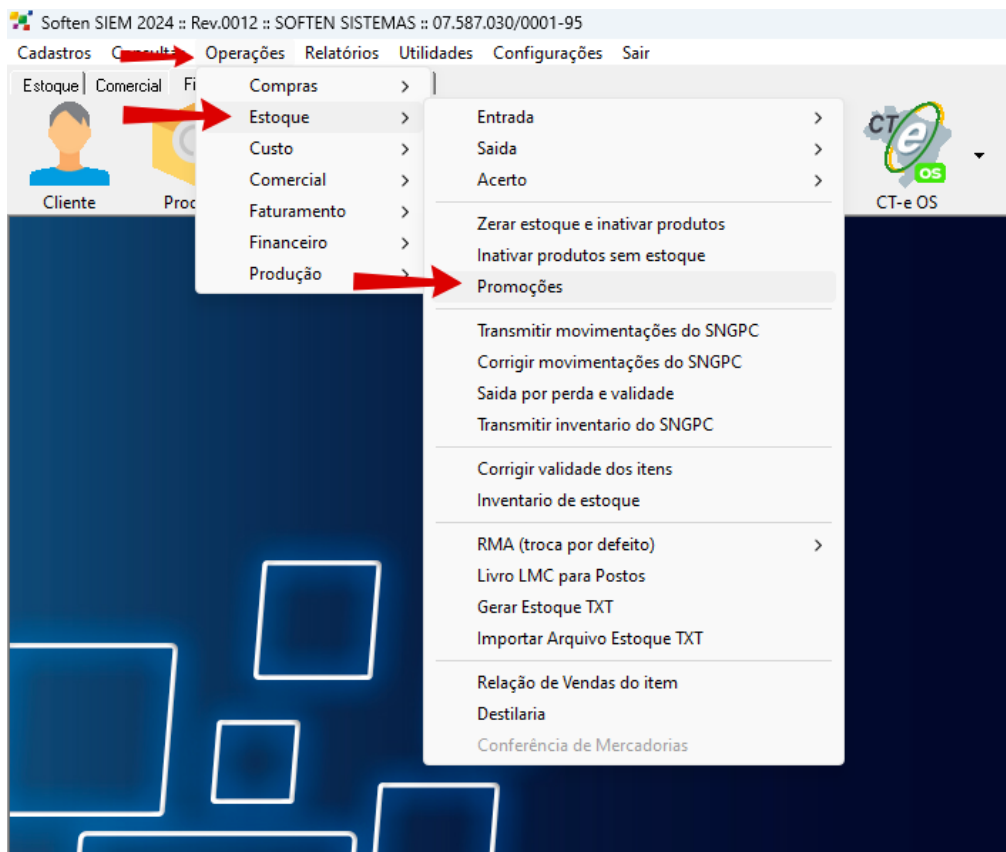 Soften SIEM 2024 :: Rev.0012 :: SOFTEN SISTEMAS :: 07.587.030/0001-95
Cadastros Operações Relatórios Utilidades Configurações Sair
Estoque Comercial
Compras
Estoque
Custo
Comercial
Faturamento
Financeiro
Produção
Entrada
Saida
Acerto
Zerar estoque e inativar produtos
Inativar produtos sem estoque
Promoções
Transmitir movimentações do SNGPC
Corrigir movimentações do SNGPC
Saida por perda e validade
Transmitir inventario do SNGPC
Corrigir validade dos itens
Inventario de estoque
RMA (troca por defeito)
Livro LMC para Postos
Gerar Estoque TXT
Importar Arquivo Estoque TXT
Relação de Vendas do item
Destilaria
Conferência de Mercadorias
Cliente
CTe OS
CT-e OS